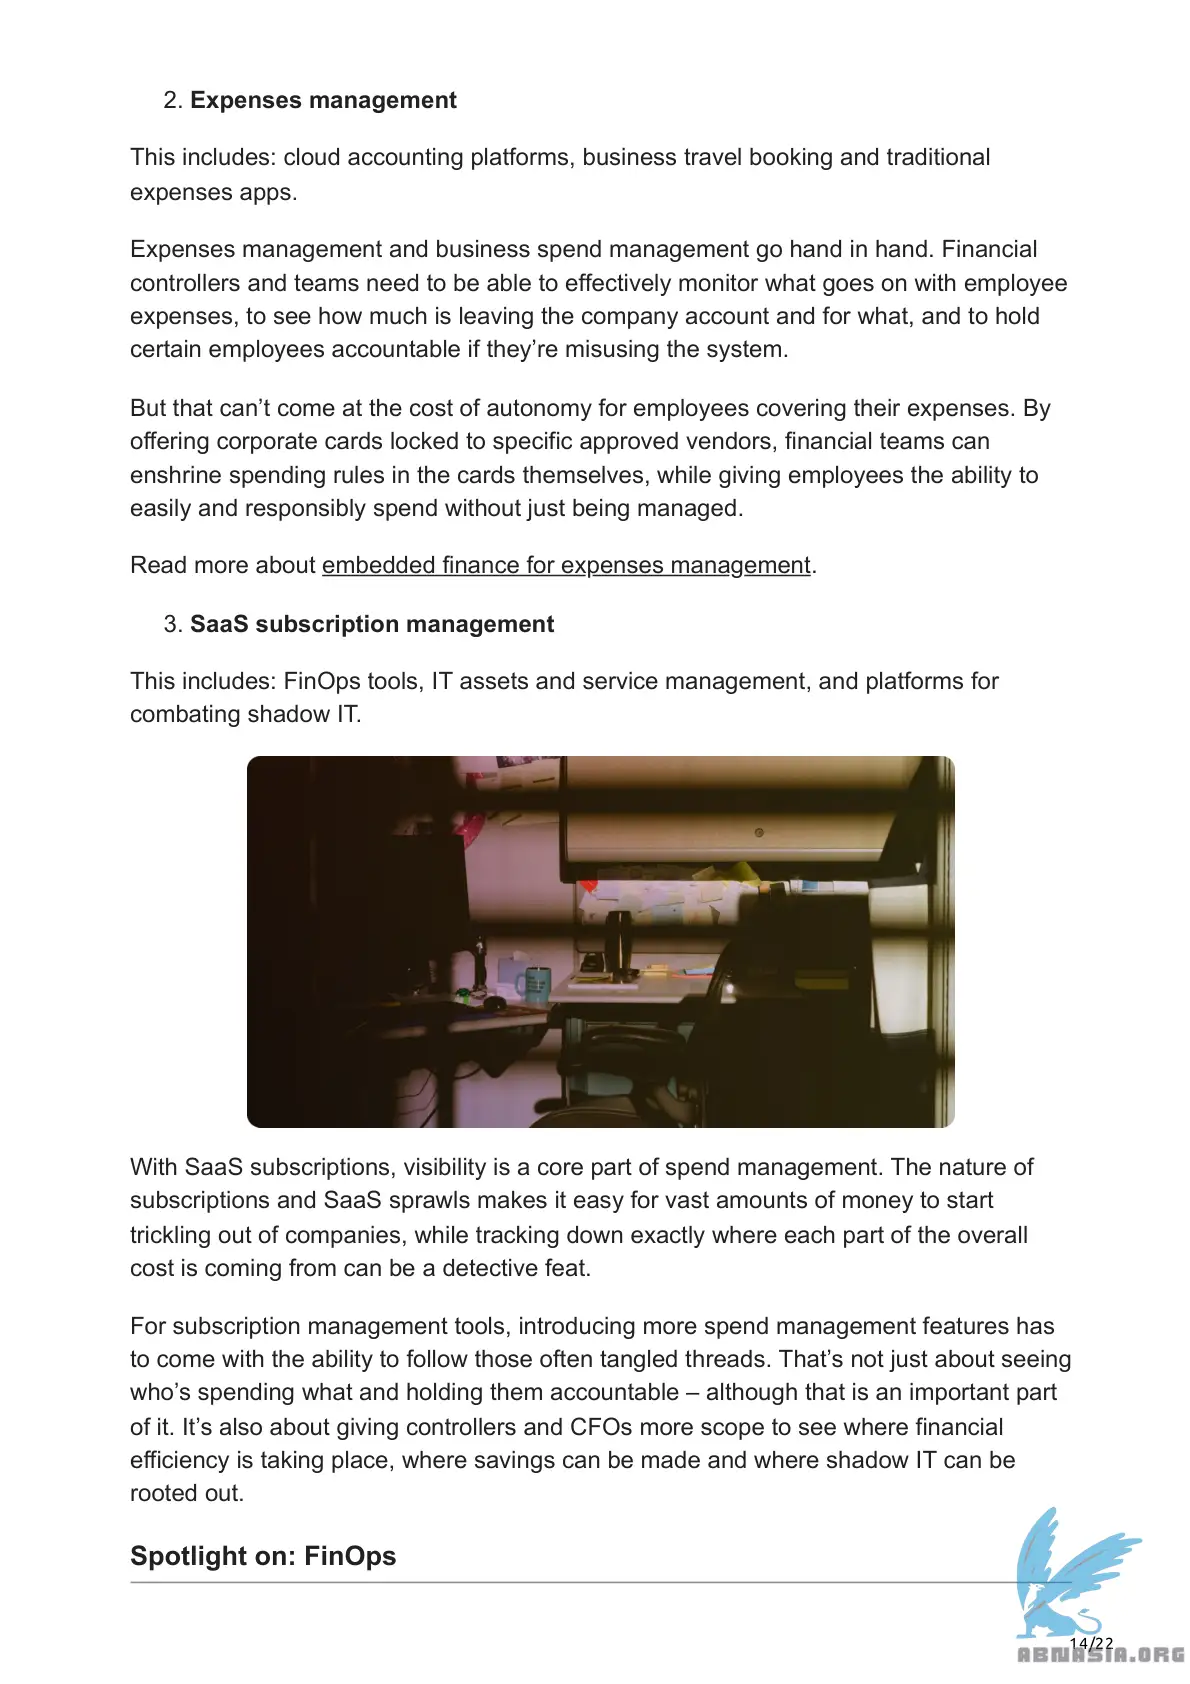 2. Expenses management
This includes: cloud accounting platforms, business travel booking and traditional
expenses apps.
Expenses management and business spend management go hand in hand. Financial
controllers and teams need to be able to effectively monitor what goes on with employee
expenses, to see how much is leaving the company account and for what, and to hold
certain employees accountable if they’re misusing the system.
But that can’t come at the cost of autonomy for employees covering their expenses. By
offering corporate cards locked to specific approved vendors, financial teams can
enshrine spending rules in the cards themselves, while giving employees the ability to
easily and responsibly spend without just being managed.
Read more about embedded finance for expenses management.
3. SaaS subscription management
This includes: FinOps tools, IT assets and service management, and platforms for
combating shadow IT.
With SaaS subscriptions, visibility is a core part of spend management. The nature of
subscriptions and SaaS sprawls makes it easy for vast amounts of money to start
trickling out of companies, while tracking down exactly where each part of the overall
cost is coming from can be a detective feat.
For subscription management tools, introducing more spend management features has
to come with the ability to follow those often tangled threads. That’s not just about seeing
who’s spending what and holding them accountable – although that is an important part
of it. It’s also about giving controllers and CFOs more scope to see where financial
efficiency is taking place, where savings can be made and where shadow IT can be
rooted out.
Spotlight on: FinOps
14/22
ABNASIA.ORG